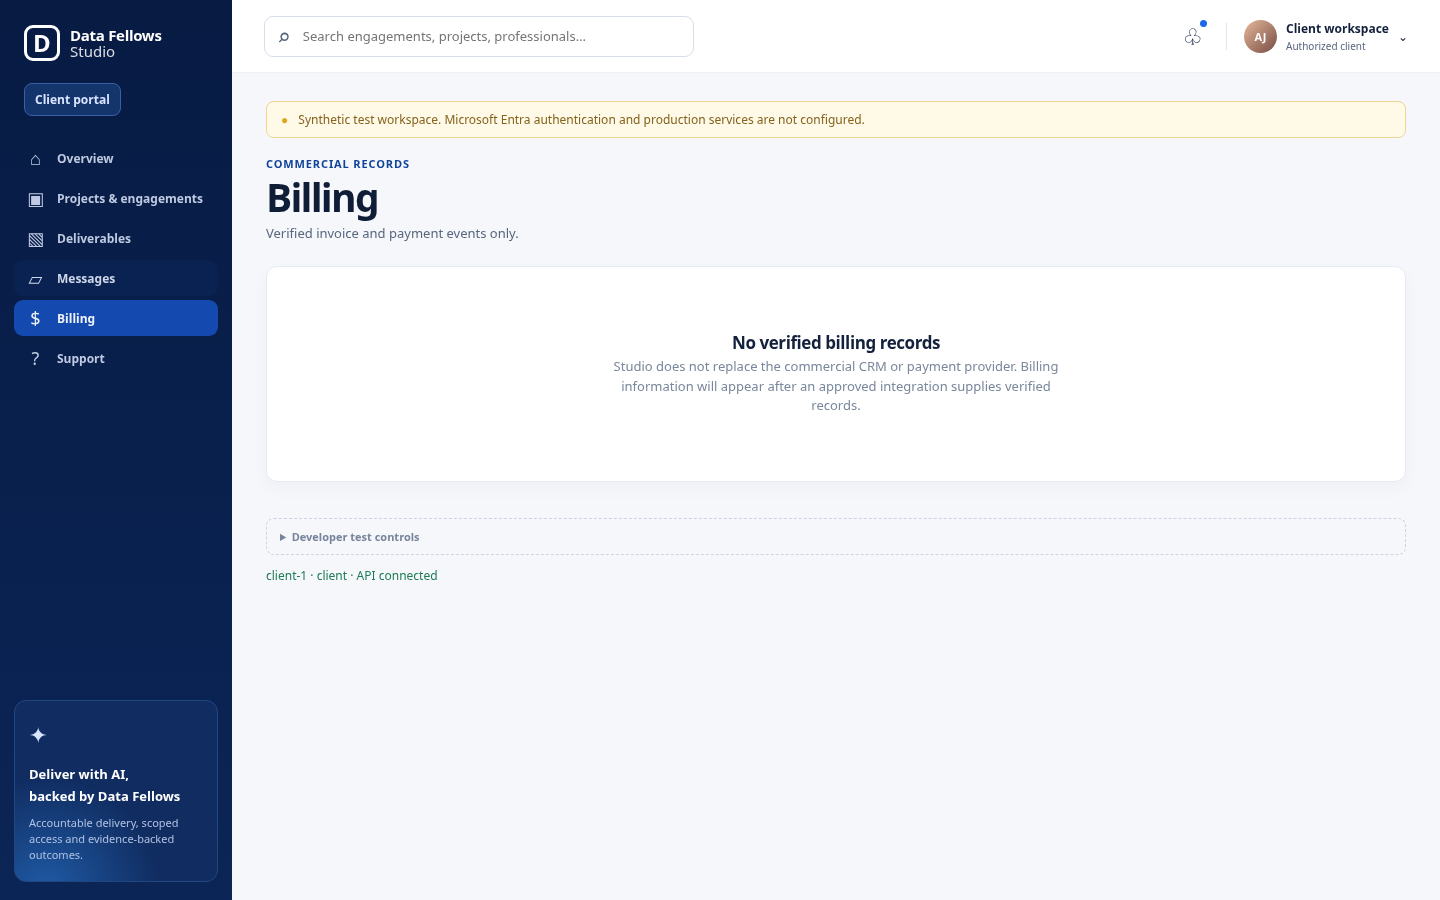 D
Data Fellows
Studio
Client portal
Overview
Projects & engagements
Deliverables
Messages
$ Billing
? Support
Deliver with AI,
backed by Data Fellows
Accountable delivery, scoped
access and evidence-backed
outcomes.
Search engagements, projects, professionals...
AJ
Client workspace
Authorized client
Synthetic test workspace. Microsoft Entra authentication and production services are not configured.
COMMERCIAL RECORDS
Billing
Verified invoice and payment events only.
No verified billing records
Studio does not replace the commercial CRM or payment provider. Billing
information will appear after an approved integration supplies verified
records.
Developer test controls
client-1 · client · API connected